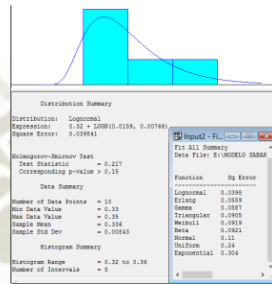 Distribution Summary
Distribution: Lognormal
Expression: 0.32 + LOGN(0.0159, 0.00766)
Square Error: 0.039841
Kolmogorov-Smirnov Test
Test Statistic = 0.217
Corresponding p-value > 0.15
Data Summary
Number of Data Points = 10
Min Data Value = 0.33
Max Data Value = 0.35
Sample Mean = 0.336
Sample Std Dev = 0.00843
Histogram Summary
Histogram Range = 0.32 to 0.36
Number of Intervals = 5
Input2 - Fi...
Fit All Summary
Data File: E:\MODELO
Function Sq Error
Lognormal 0.0398
Erlang 0.0559
Gamma 0.0587
Triangular 0.0905
Weibull 0.0919
Beta 0.0921
Normal 0.11
Uniform 0.24
Exponential 0.304